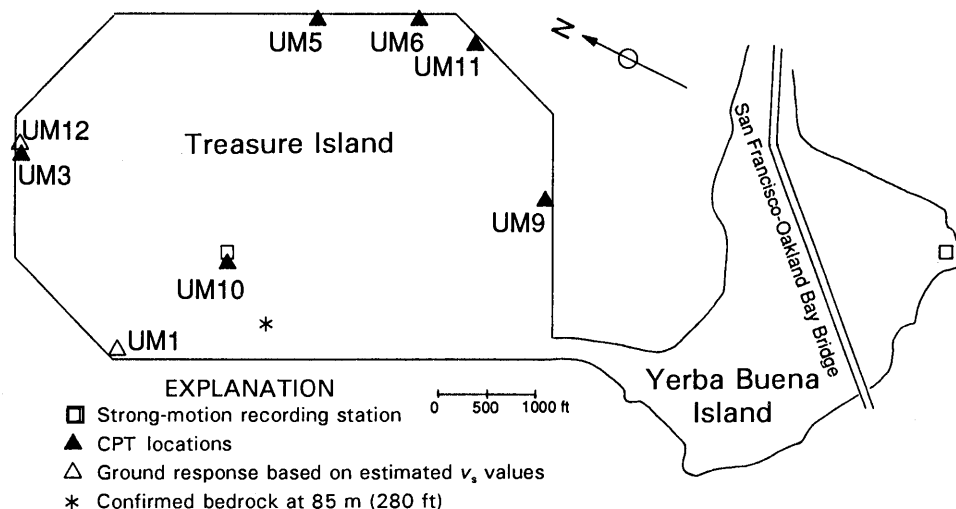 UM5
UM6
UM11
N
UM12
UM3
Treasure Island
UM9
UM10
UM1
San Francisco-Oakland Bay Bridge
Yerba Buena
Island
EXPLANATION
Strong-motion recording station
CPT locations
Ground response based on estimated vs values
Confirmed bedrock at 85 m (280 ft)
0 500 1000 ft